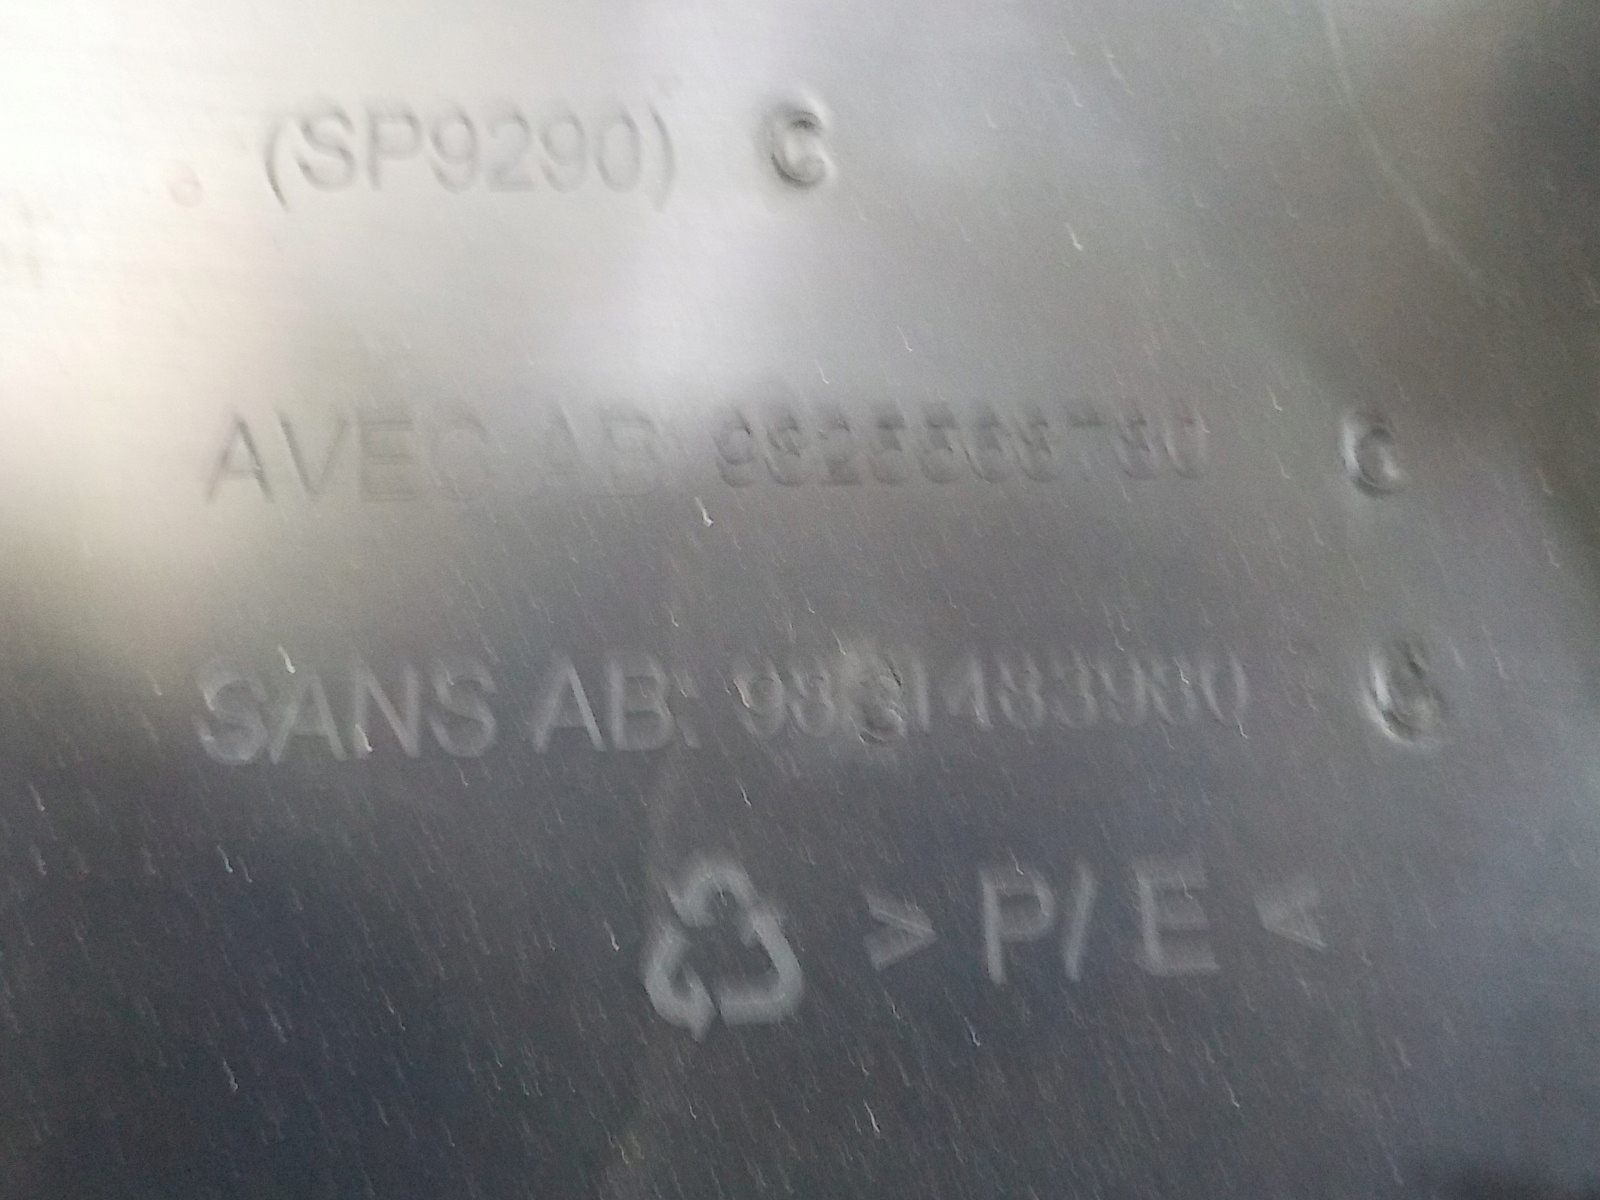 (SP9290) C
AVEC AB C
SANS AB: C
> P/E <